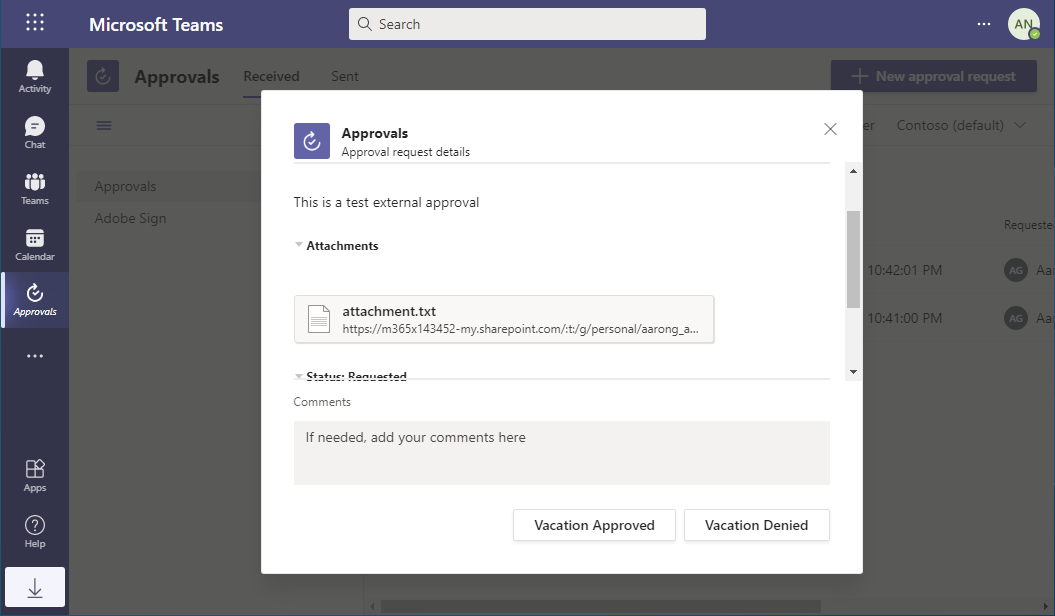 Microsoft Teams
Search
AN
Activity
Chat
Teams
Calendar
Approvals
Apps
Help
Approvals
Received
Sent
New approval request
er
Contoso (default)
Approvals
Adobe Sign
Requested
10:42:01 PM
AG
Aa
10:41:00 PM
AG
Aa
Approvals
Approval request details
This is a test external approval
Attachments
attachment.txt
https://m365x143452-my.sharepoint.com/:t:/g/personal/aarong_a...
Status: Requested
Comments
If needed, add your comments here
Vacation Approved
Vacation Denied